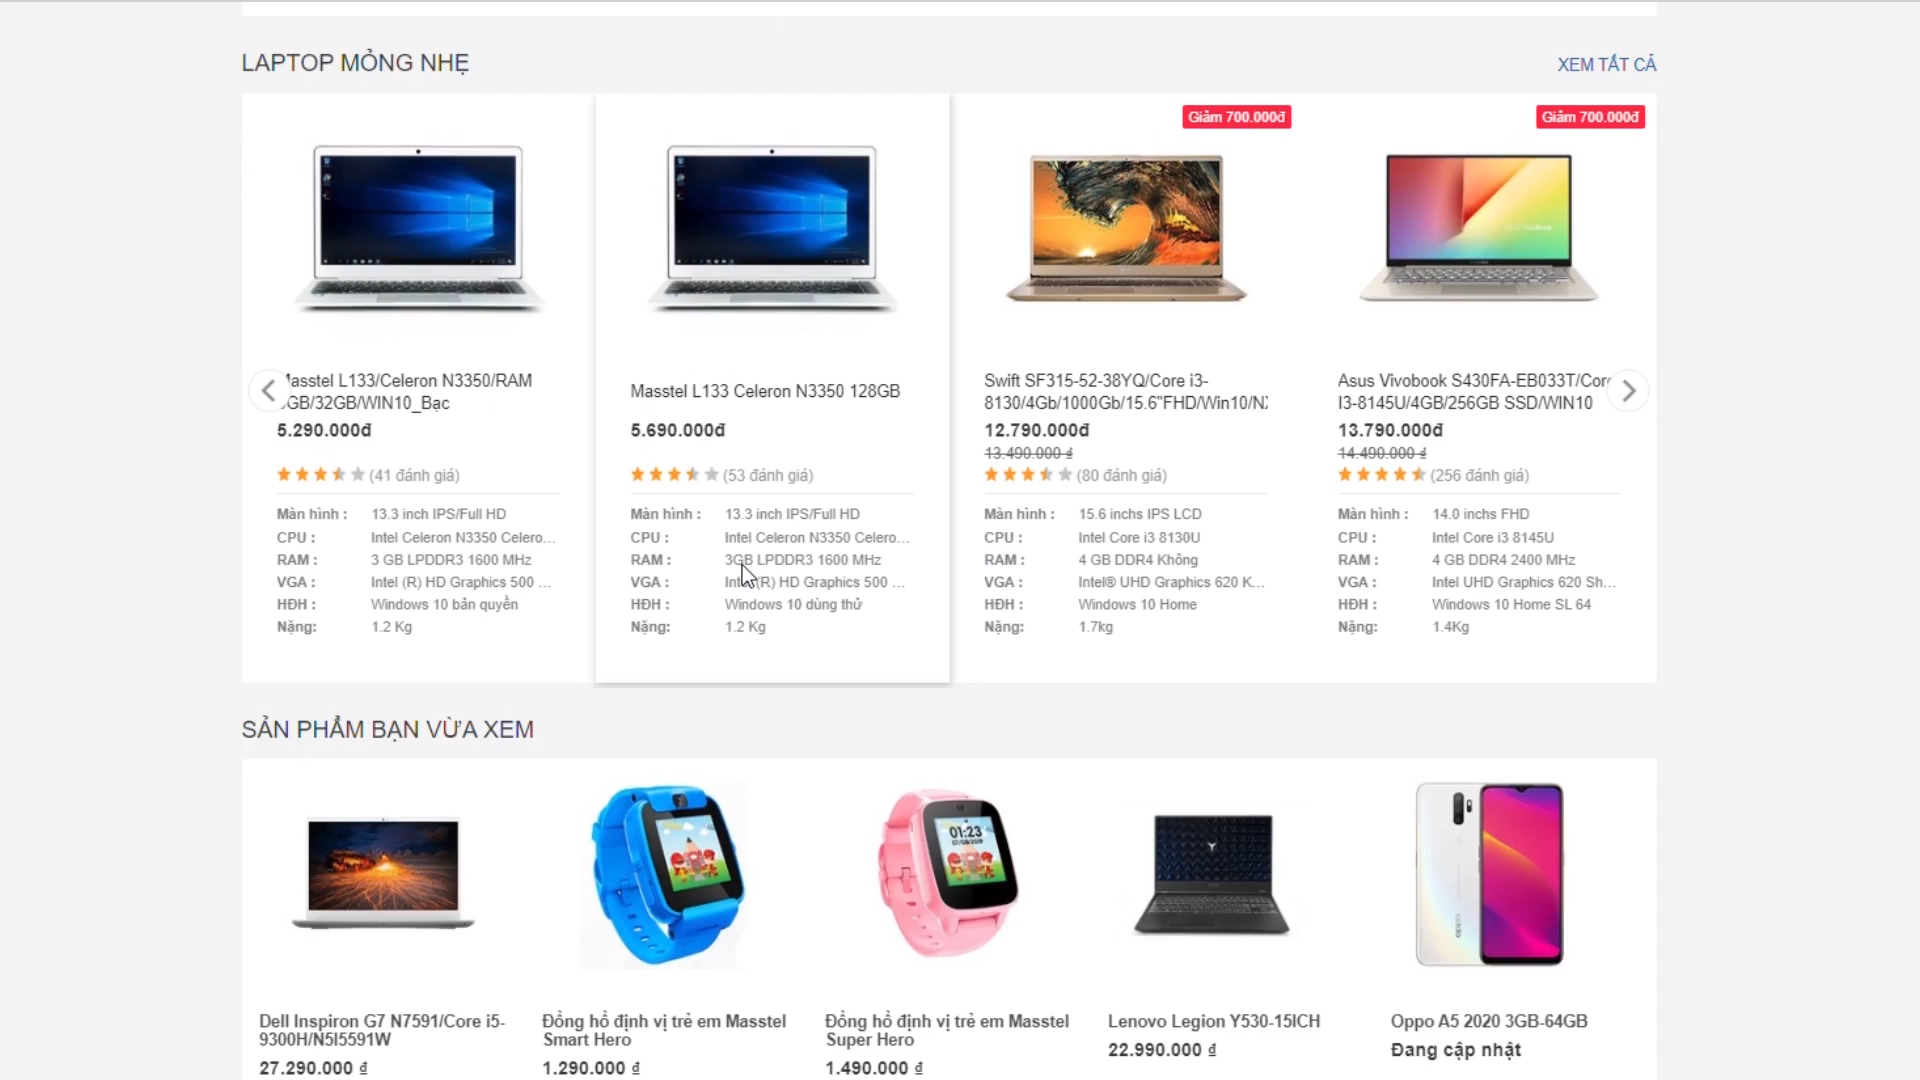 LAPTOP MỎNG NHẸ
XEM TẤT CẢ
Giảm 700.000đ
Giảm 700.000đ
Masstel L133/Celeron N3350/RAM
GB/32GB/WIN10_Bạc
5.290.000đ
(41 đánh giá)
Màn hình : 13.3 inch IPS/Full HD
CPU : Intel Celeron N3350 Celero...
RAM : 3 GB LPDDR3 1600 MHz
VGA : Intel (R) HD Graphics 500 ...
HĐH : Windows 10 bản quyền
Nặng: 1.2 Kg
Masstel L133 Celeron N3350 128GB
5.690.000đ
(53 đánh giá)
Màn hình : 13.3 inch IPS/Full HD
CPU : Intel Celeron N3350 Celero...
RAM : 3GB LPDDR3 1600 MHz
VGA : Intel (R) HD Graphics 500 ...
HĐH : Windows 10 dùng thử
Nặng: 1.2 Kg
Swift SF315-52-38YQ/Core i3-
8130/4Gb/1000Gb/15.6"FHD/Win10/NX
12.790.000đ
13.490.000 ₫
(80 đánh giá)
Màn hình : 15.6 inchs IPS LCD
CPU : Intel Core i3 8130U
RAM : 4 GB DDR4 Không
VGA : Intel® UHD Graphics 620 K...
HĐH : Windows 10 Home
Nặng: 1.7kg
Asus Vivobook S430FA-EB033T/Core
I3-8145U/4GB/256GB SSD/WIN10
13.790.000đ
14.490.000 ₫
(256 đánh giá)
Màn hình : 14.0 inchs FHD
CPU : Intel Core i3 8145U
RAM : 4 GB DDR4 2400 MHz
VGA : Intel UHD Graphics 620 Sh...
HĐH : Windows 10 Home SL 64
Nặng: 1.4Kg
SẢN PHẨM BẠN VỪA XEM
01:23
Dell Inspiron G7 N7591/Core i5-
9300H/N5I5591W
27.290.000 ₫
Đồng hồ định vị trẻ em Masstel
Smart Hero
1.290.000 ₫
Đồng hồ định vị trẻ em Masstel
Super Hero
1.490.000 ₫
Lenovo Legion Y530-15ICH
22.990.000 ₫
Oppo A5 2020 3GB-64GB
Đang cập nhật